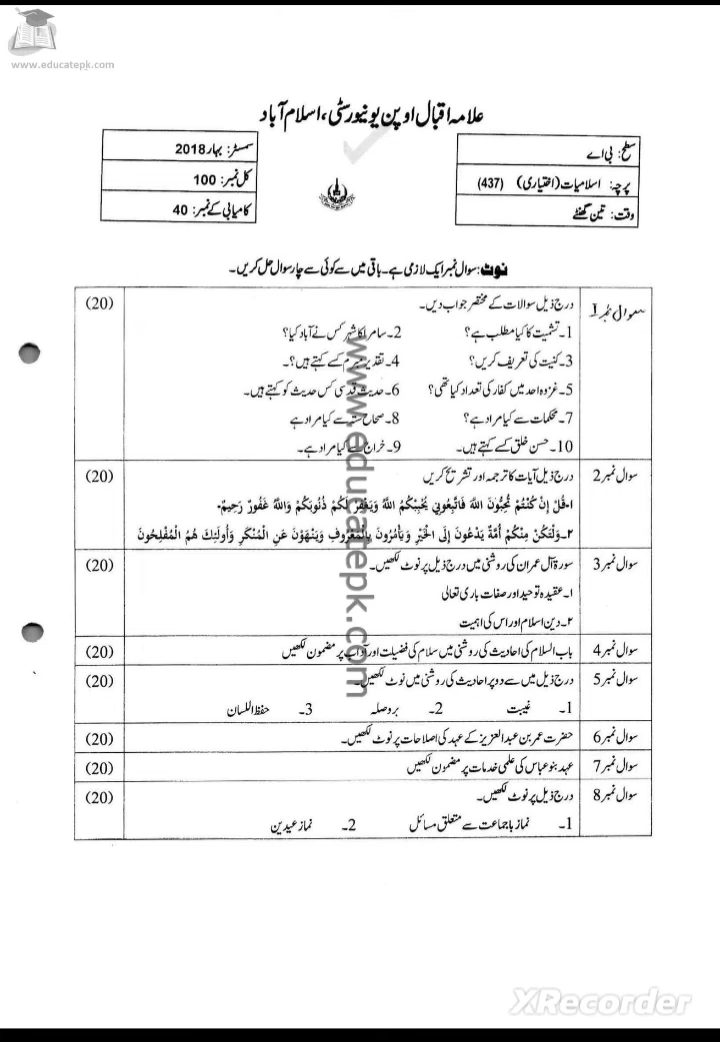 www.educatepk.com
علامہ اقبال اوپن یونیورسٹی، اسلام آباد
سطح: بی اے
پرچہ: اسلامیات (اختیاری) (437)
وقت: تین گھنٹے
سمسٹر: بہار 2018
کل نمبر: 100
کامیابی کے نمبر: 40
نوٹ: سوال نمبر ایک لازمی ہے۔ باقی میں سے کوئی سے چار سوال حل کریں۔
سوال نمبر 1 درج ذیل سوالات کے مختصر جواب دیں۔ (20)
1۔ تشمیت کا کیا مطلب ہے؟ 2۔ سامرا کا شہر کس نے آباد کیا؟
3۔ کنیت کی تعریف کریں؟ 4۔ تقدیر مبرم کسے کہتے ہیں؟۔
5۔ غزوہ احد میں کفار کی تعداد کیا تھی؟ 6۔ حدیث قدسی کس حدیث کو کہتے ہیں۔
7۔ محکمات سے کیا مراد ہے؟ 8۔ صحاح ستہ سے کیا مراد ہے
10۔ حسن خلق کسے کہتے ہیں۔ 9۔ خراج سے کیا مراد ہے۔
سوال نمبر 2 درج ذیل آیات کا ترجمہ اور تشریح کریں (20)
۱۔قُلْ إِنْ كُنْتُمْ تُحِبُّونَ اللَّهَ فَاتَّبِعُونِي يُحْبِبْكُمُ اللَّهُ وَيَغْفِرْ لَكُمْ ذُنُوبَكُمْ وَاللَّهُ غَفُورٌ رَحِيمٌ۔
۲۔وَلْتَكُنْ مِنْكُمْ أُمَّةٌ يَدْعُونَ إِلَى الْخَيْرِ وَيَأْمُرُونَ بِالْمَعْرُوفِ وَيَنْهَوْنَ عَنِ الْمُنْكَرِ وَأُولَئِكَ هُمُ الْمُفْلِحُونَ
سوال نمبر 3 سورۃ آل عمران کی روشنی میں درج ذیل پر نوٹ لکھیں۔ (20)
۱۔ عقیدہ توحید اور صفات باری تعالی
۲۔ دین اسلام اور اس کی اہمیت
سوال نمبر 4 باب السلام کی احادیث کی روشنی میں سلام کی فضیلت اور آداب پر مضمون لکھیں (20)
سوال نمبر 5 درج ذیل میں سے دو پر احادیث کی روشنی میں نوٹ لکھیں۔ (20)
1۔ غیبت 2۔ بروصلہ 3۔ حفظ اللسان
سوال نمبر 6 حضرت عمر بن عبدالعزیز کے عہد کی اصلاحات پر نوٹ لکھیں۔ (20)
سوال نمبر 7 عہد بنو عباس کی علمی خدمات پر مضمون لکھیں (20)
سوال نمبر 8 درج ذیل پر نوٹ لکھیں۔ (20)
1۔ نماز باجماعت سے متعلق مسائل 2۔ نماز عیدین
www.educatepk.com
XRecorder